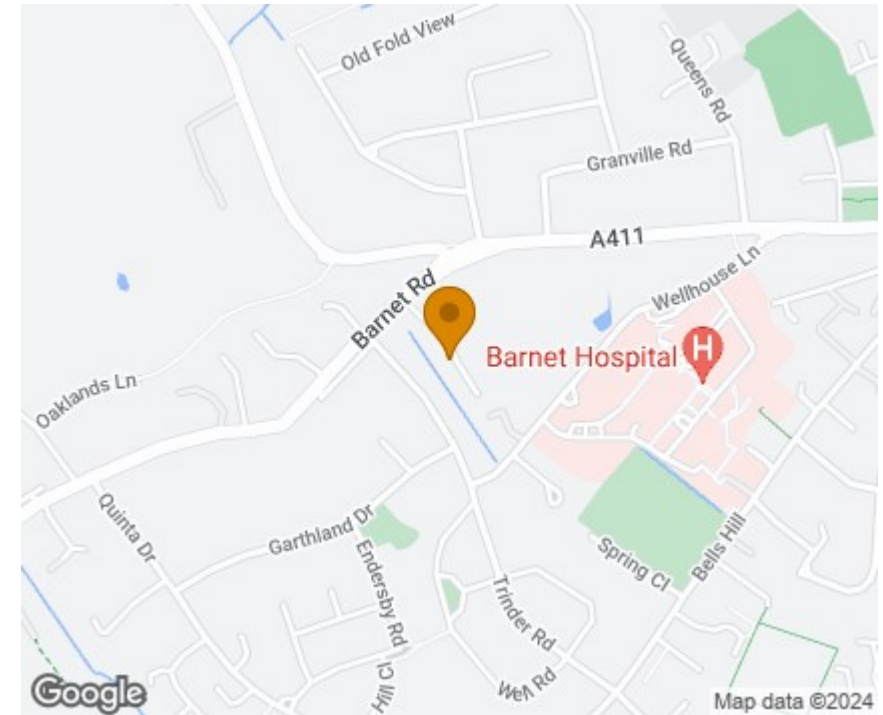 Old Fold View
Queens Rd
Granville Rd
A411
Wellhouse Ln
Barnet Rd
Barnet Hospital
H
Oaklands Ln
Quinta Dr
Garthland Dr
Endersby Rd
Spring Cl
Bells Hill
Trinder Rd
Hill Cl
Well Rd
Google
Map data ©2024